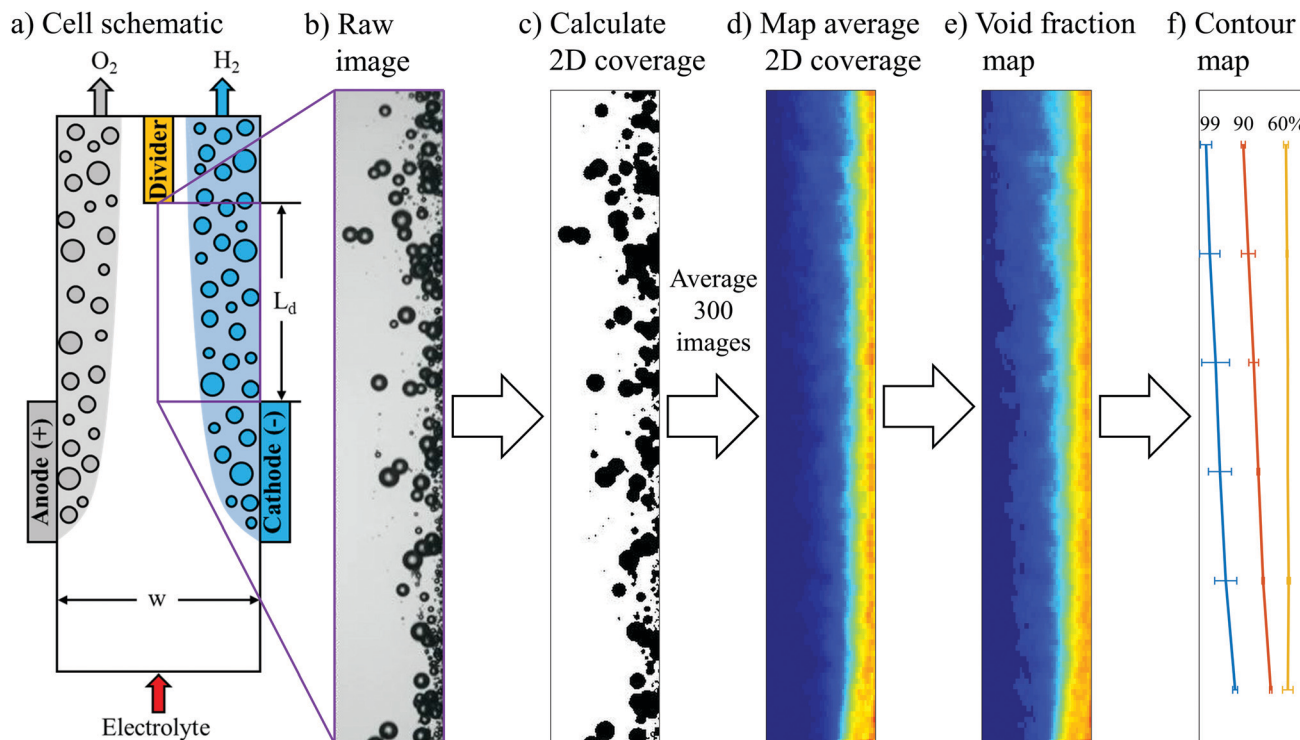 a) Cell schematic
b) Raw
image
c) Calculate
2D coverage
d) Map average
2D coverage
e) Void fraction
map
f) Contour
map
O₂
H₂
Divider
L_d
Anode (+)
Cathode (-)
w
Electrolyte
Average
300
images
99 90 60%